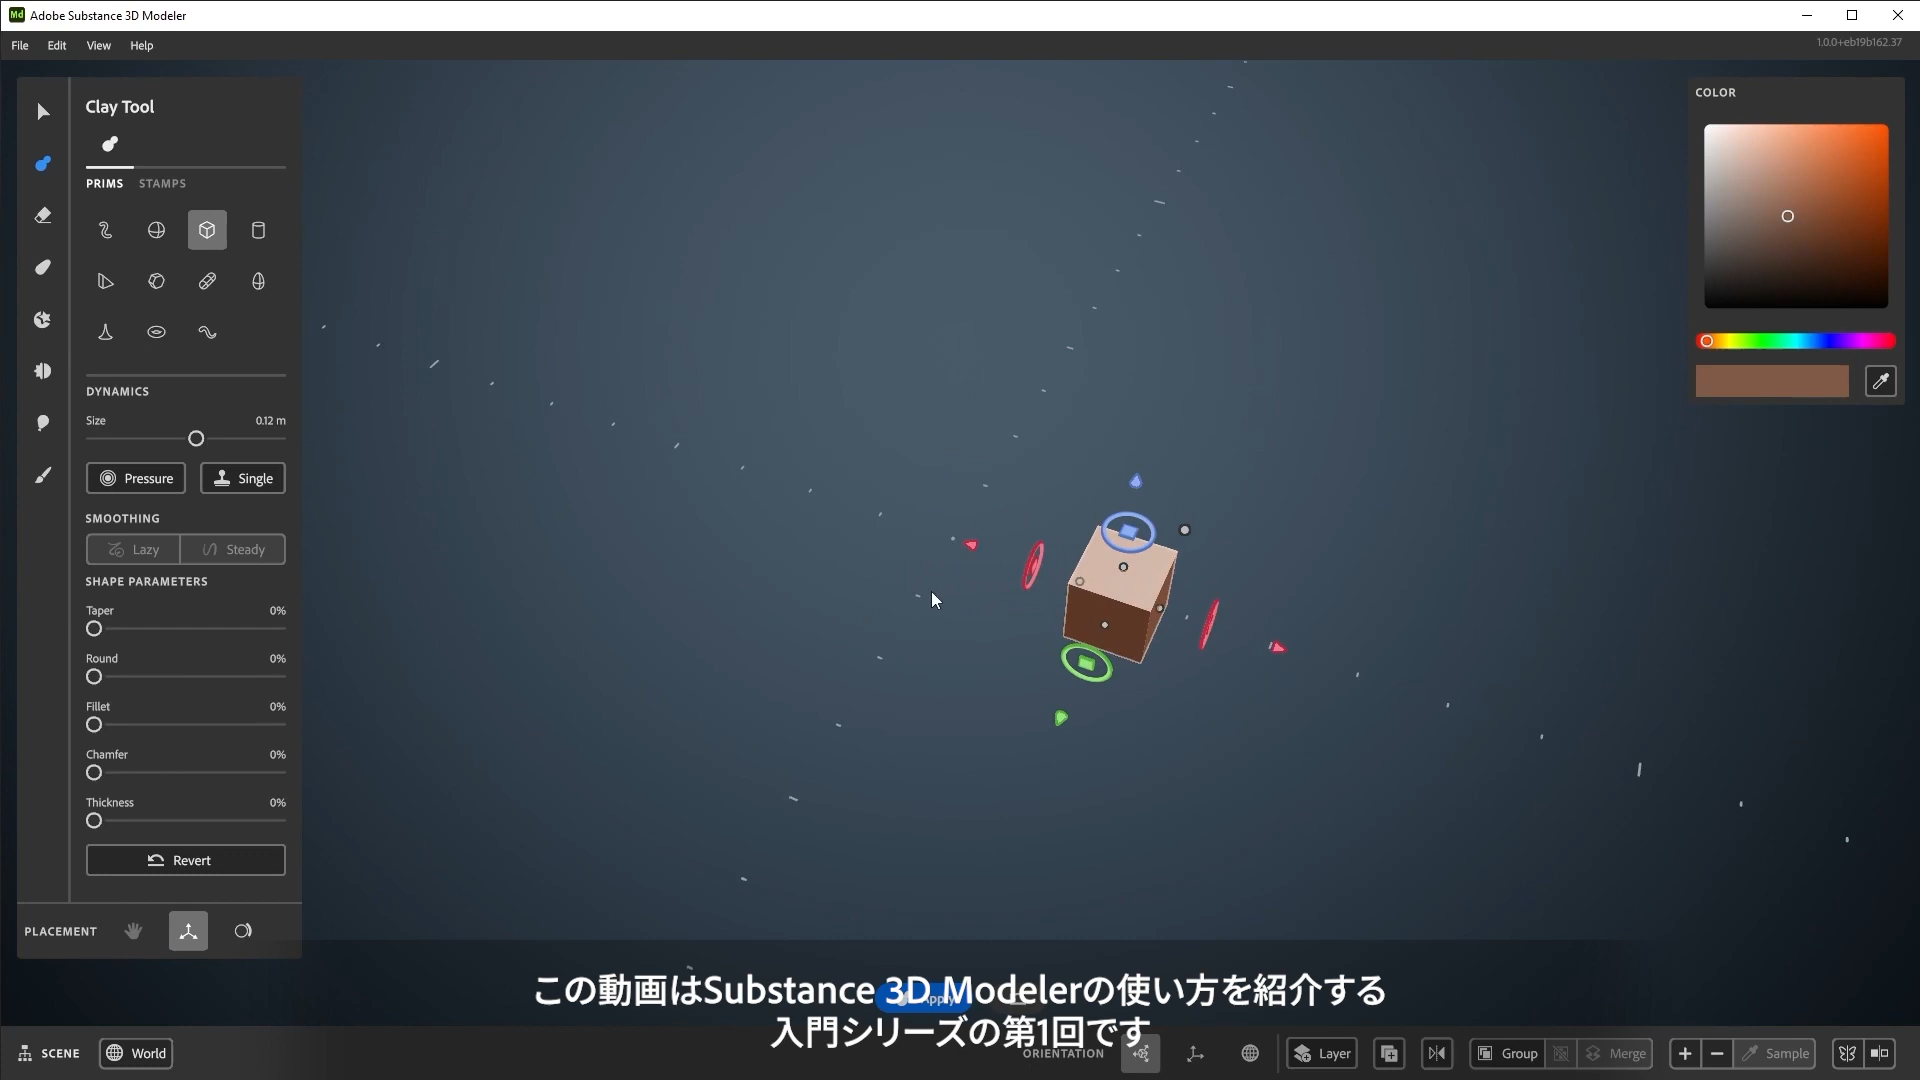 Md Adobe Substance 3D Modeler
File Edit View Help
1.0.0+eb19b162.37
Clay Tool
PRIMS STAMPS
DYNAMICS
Size 0.12 m
Pressure Single
SMOOTHING
Lazy Steady
SHAPE PARAMETERS
Taper 0%
Round 0%
Fillet 0%
Chamfer 0%
Thickness 0%
Revert
PLACEMENT
COLOR
この動画はSubstance 3D Modelerの使い方を紹介する
入門シリーズの第1回です
SCENE World
ORIENTATION
Layer
Group
Merge
Sample